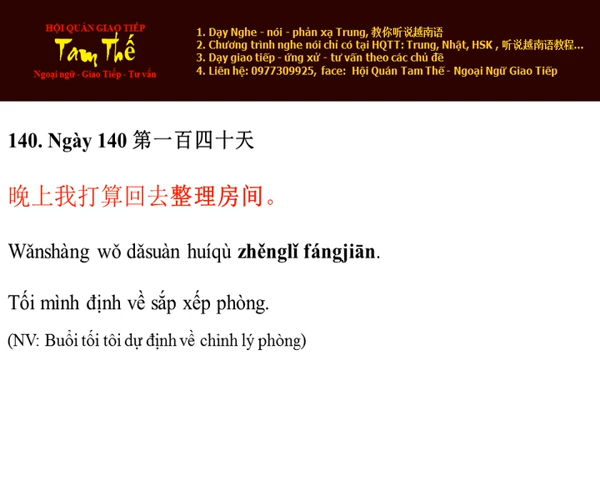 HỘI QUÁN GIAO TIẾP
Tam Thế
Ngoại ngữ - Giao Tiếp - Tư vấn
1. Dạy Nghe - nói - phản xạ Trung, 教你听说越南语
2. Chương trình nghe nói chỉ có tại HQTT: Trung, Nhật, HSK , 听说越南语教程...
3. Dạy giao tiếp - ứng xử - tư vấn theo các chủ đề
4. Liên hệ: 0977309925, face: Hội Quán Tam Thế - Ngoại Ngữ Giao Tiếp
140. Ngày 140 第一百四十天
晚上我打算回去整理房间。
Wǎnshàng wǒ dǎsuàn huíqù zhěnglǐ fángjiān.
Tối mình định về sắp xếp phòng.
(NV: Buổi tối tôi dự định về chỉnh lý phòng)